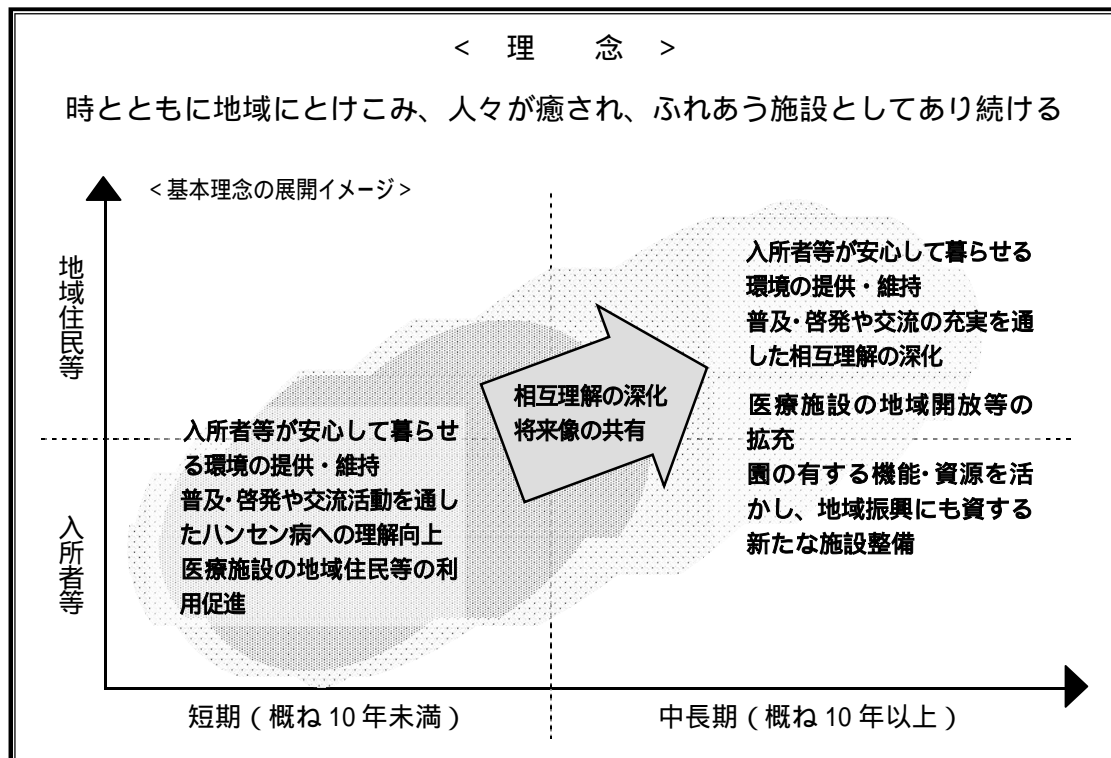 < 理 念 >
時とともに地域にとけこみ、人々が癒され、ふれあう施設としてあり続ける
<基本理念の展開イメージ>
地域住民等
入所者等が安心して暮らせる
環境の提供・維持
普及・啓発や交流の充実を通
した相互理解の深化
医療施設の地域開放等の
拡充
園の有する機能・資源を活
かし、地域振興にも資する
新たな施設整備
相互理解の深化
将来像の共有
入所者等
入所者等が安心して暮らせ
る環境の提供・維持
普及・啓発や交流活動を通し
たハンセン病への理解向上
医療施設の地域住民等の利
用促進
短期(概ね10年未満)
中長期(概ね10年以上)